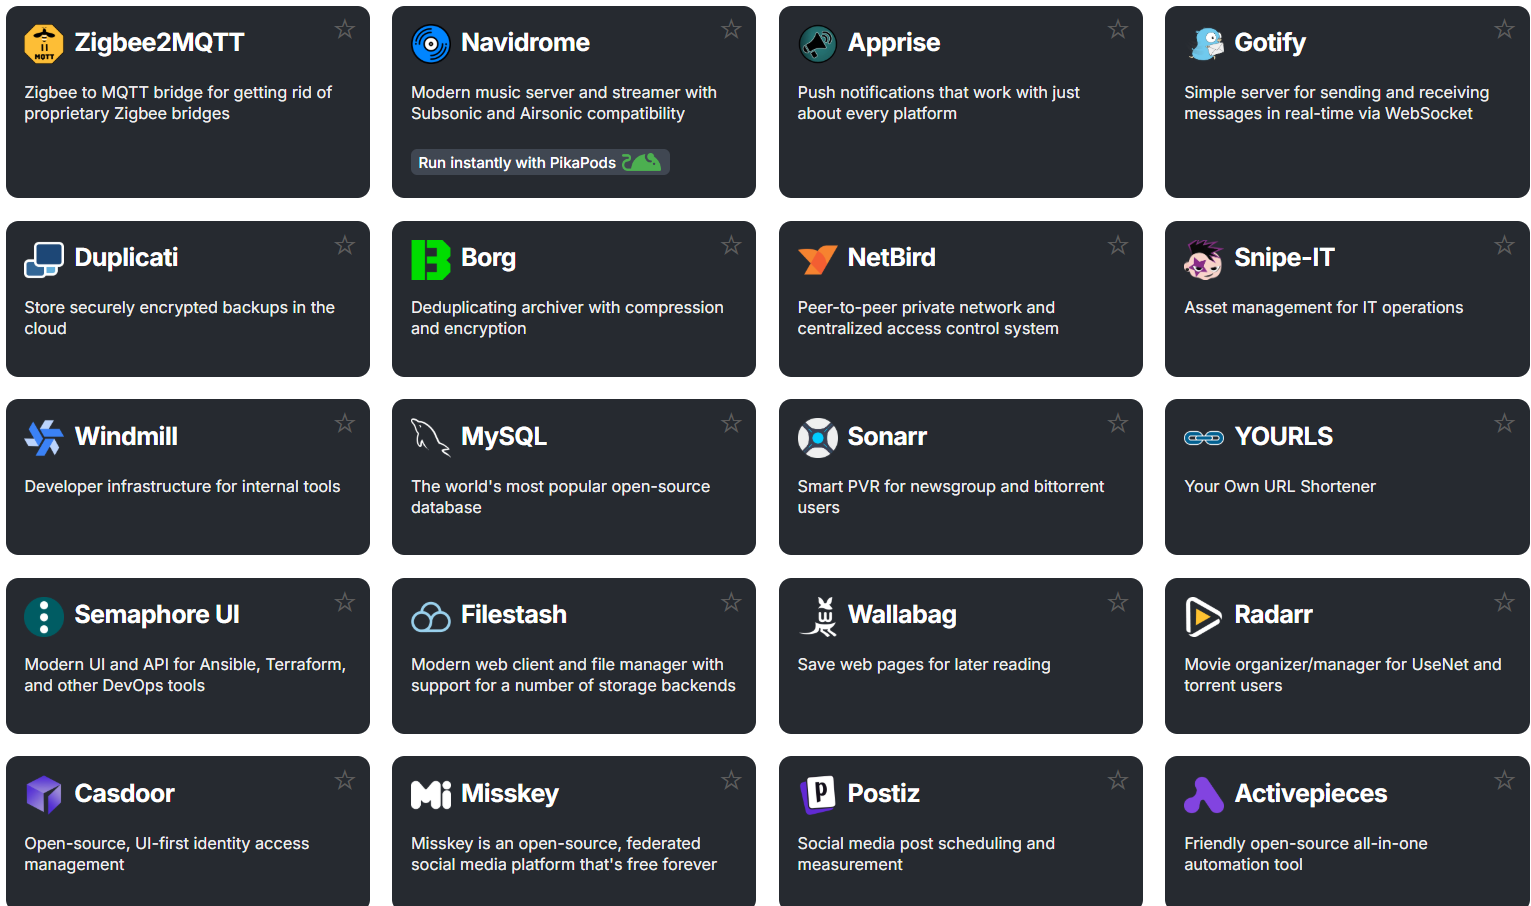 Zigbee2MQTT
Zigbee to MQTT bridge for getting rid of
proprietary Zigbee bridges
Navidrome
Modern music server and streamer with
Subsonic and Airsonic compatibility
Run instantly with PikaPods
Apprise
Push notifications that work with just
about every platform
Gotify
Simple server for sending and receiving
messages in real-time via WebSocket
Duplicati
Store securely encrypted backups in the
cloud
Borg
Deduplicating archiver with compression
and encryption
NetBird
Peer-to-peer private network and
centralized access control system
Snipe-IT
Asset management for IT operations
Windmill
Developer infrastructure for internal tools
MySQL
The world's most popular open-source
database
Sonarr
Smart PVR for newsgroup and bittorrent
users
YOURLS
Your Own URL Shortener
Semaphore UI
Modern UI and API for Ansible, Terraform,
and other DevOps tools
Filestash
Modern web client and file manager with
support for a number of storage backends
Wallabag
Save web pages for later reading
Radarr
Movie organizer/manager for UseNet and
torrent users
Casdoor
Open-source, UI-first identity access
management
Misskey
Misskey is an open-source, federated
social media platform that's free forever
Postiz
Social media post scheduling and
measurement
Activepieces
Friendly open-source all-in-one
automation tool